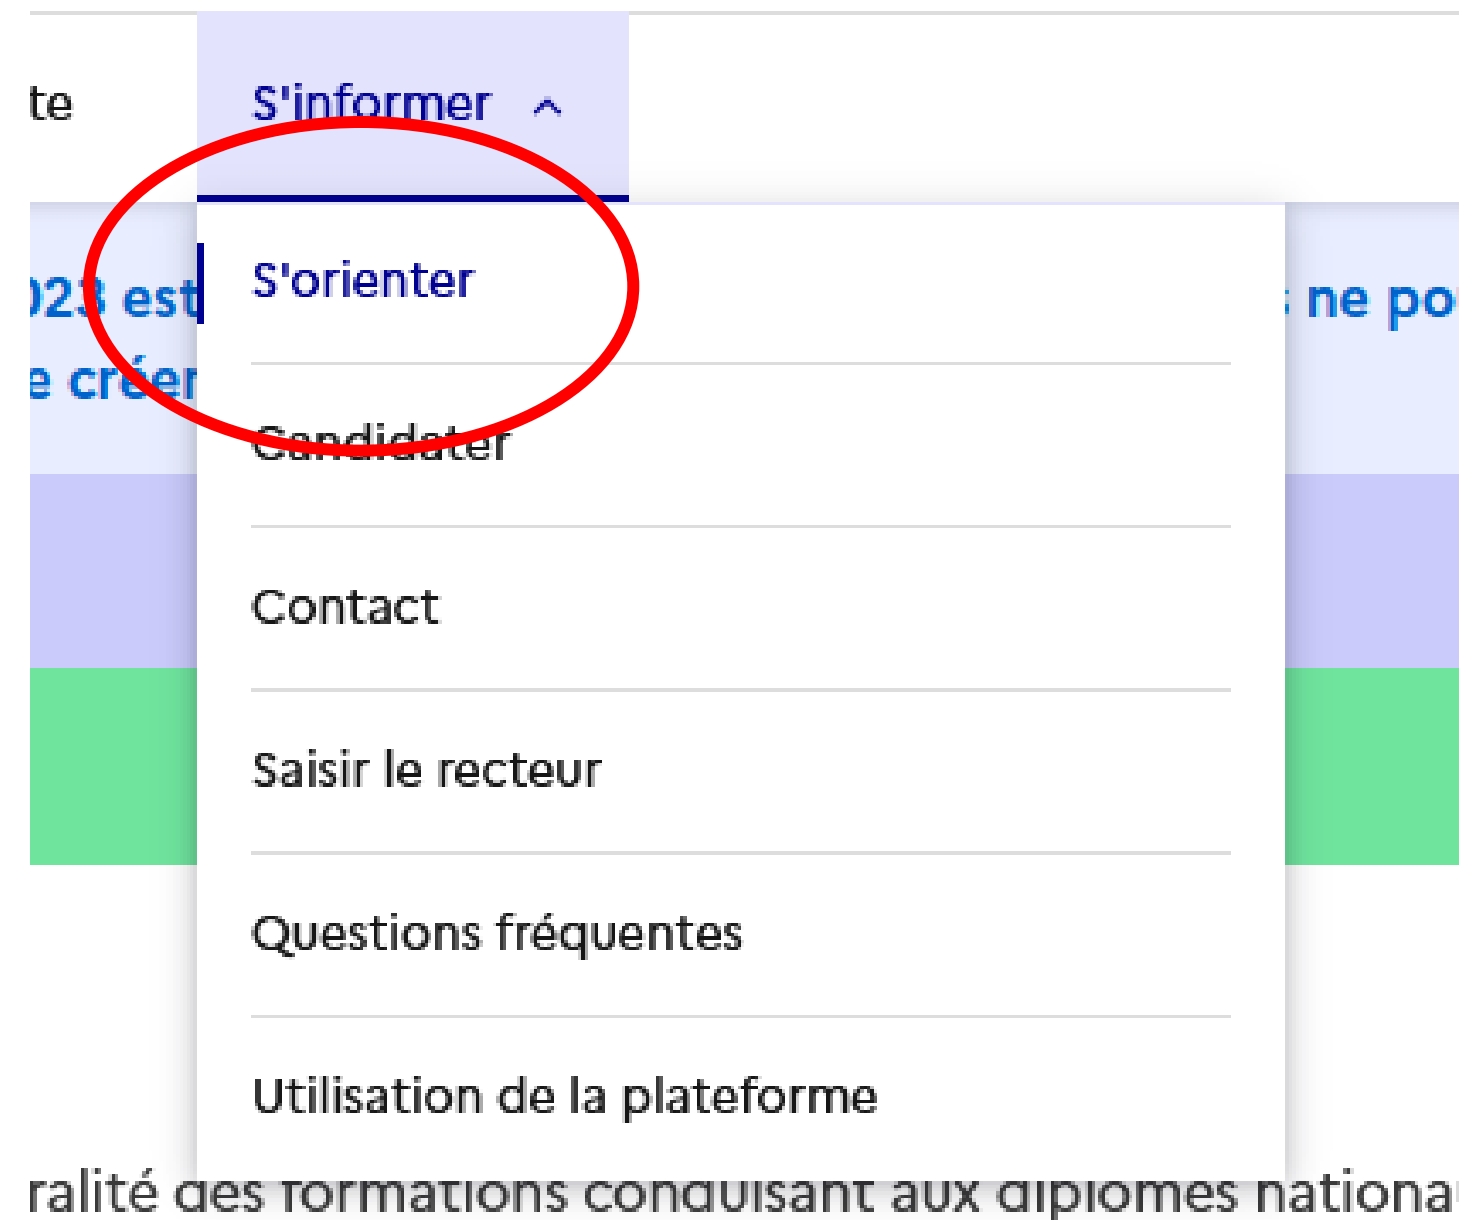 te S'informer
S'orienter
023 est
s ne po
e créer
Candidater
Contact
Saisir le recteur
Questions fréquentes
Utilisation de la plateforme
ralité des formations conduisant aux diplômes nationa